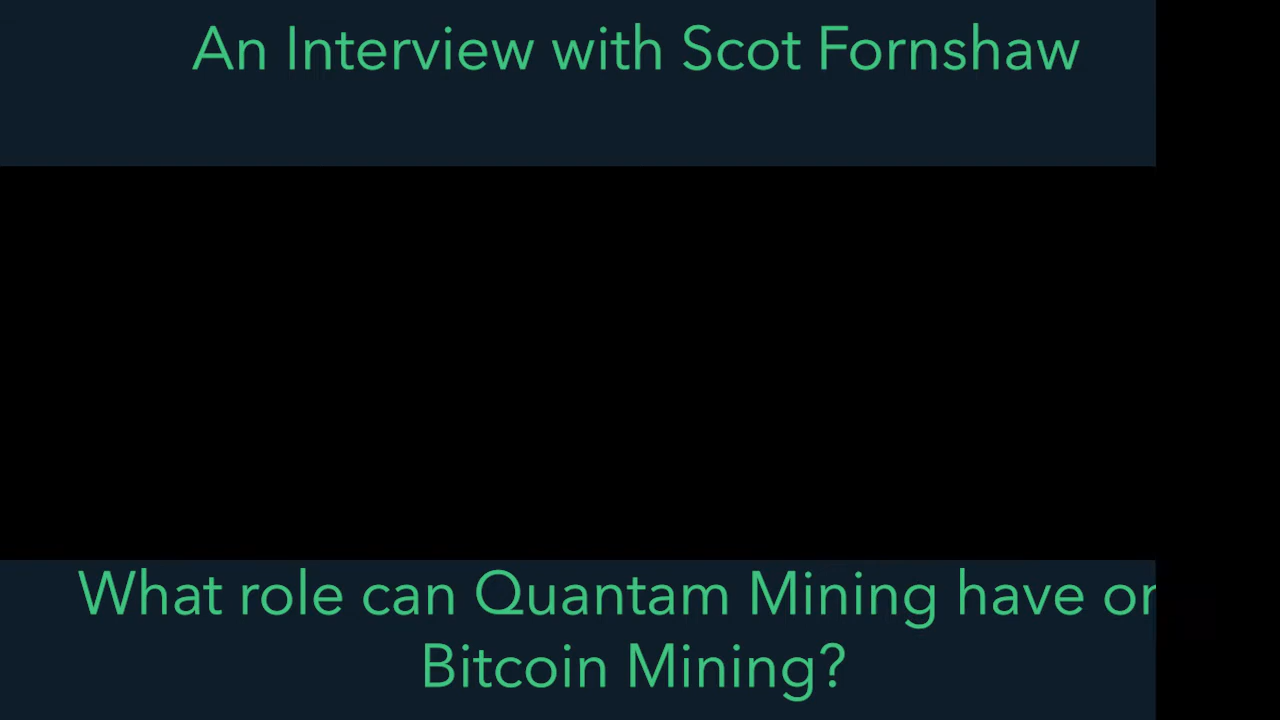 An Interview with Scot Fornshaw
What role can Quantam Mining have on
Bitcoin Mining?